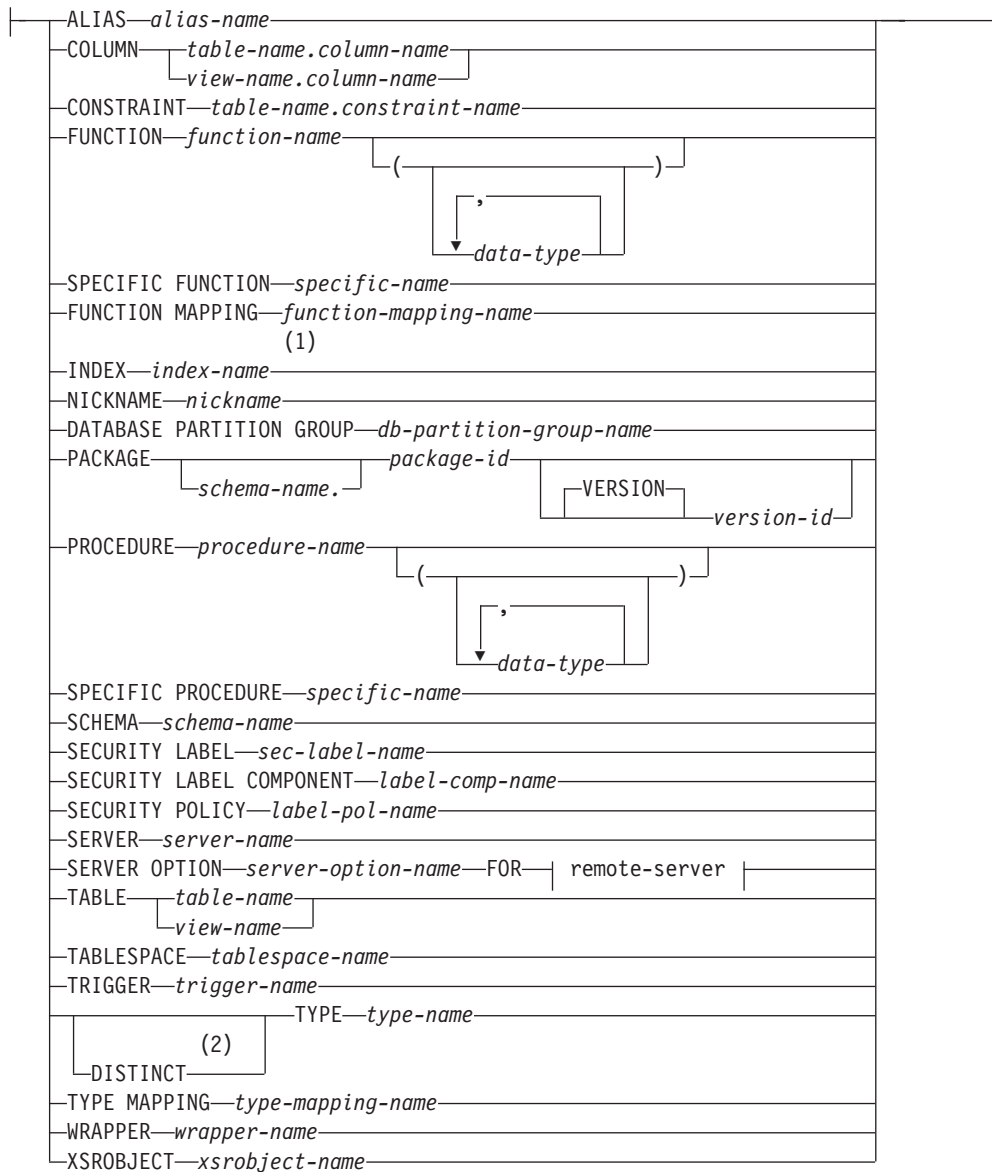 ALIAS alias-name
COLUMN table-name.column-name
view-name.column-name
CONSTRAINT table-name.constraint-name
FUNCTION function-name
( )
,
data-type
SPECIFIC FUNCTION specific-name
FUNCTION MAPPING function-mapping-name
(1)
INDEX index-name
NICKNAME nickname
DATABASE PARTITION GROUP db-partition-group-name
PACKAGE package-id
schema-name. VERSION
version-id
PROCEDURE procedure-name
( )
,
data-type
SPECIFIC PROCEDURE specific-name
SCHEMA schema-name
SECURITY LABEL sec-label-name
SECURITY LABEL COMPONENT label-comp-name
SECURITY POLICY label-pol-name
SERVER server-name
SERVER OPTION server-option-name FOR remote-server
TABLE table-name
view-name
TABLESPACE tablespace-name
TRIGGER trigger-name
TYPE type-name
(2)
DISTINCT
TYPE MAPPING type-mapping-name
WRAPPER wrapper-name
XSROBJECT xsrobject-name